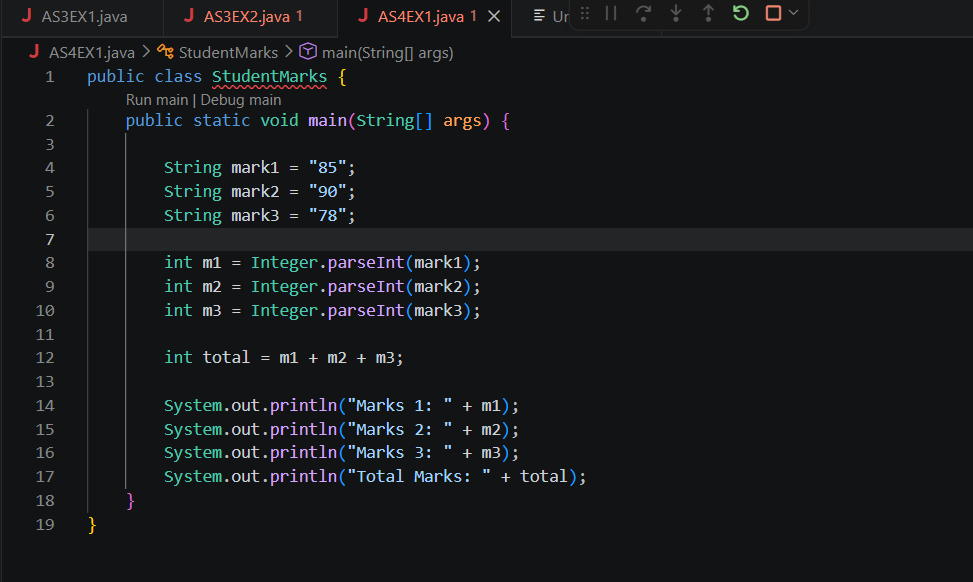 AS3EX1.java AS3EX2.java 1 AS4EX1.java 1 Ur
AS4EX1.java > StudentMarks > main(String[] args)
1 public class StudentMarks {
Run main | Debug main
2 public static void main(String[] args) {
3
4 String mark1 = "85";
5 String mark2 = "90";
6 String mark3 = "78";
7
8 int m1 = Integer.parseInt(mark1);
9 int m2 = Integer.parseInt(mark2);
10 int m3 = Integer.parseInt(mark3);
11
12 int total = m1 + m2 + m3;
13
14 System.out.println("Marks 1: " + m1);
15 System.out.println("Marks 2: " + m2);
16 System.out.println("Marks 3: " + m3);
17 System.out.println("Total Marks: " + total);
18 }
19 }